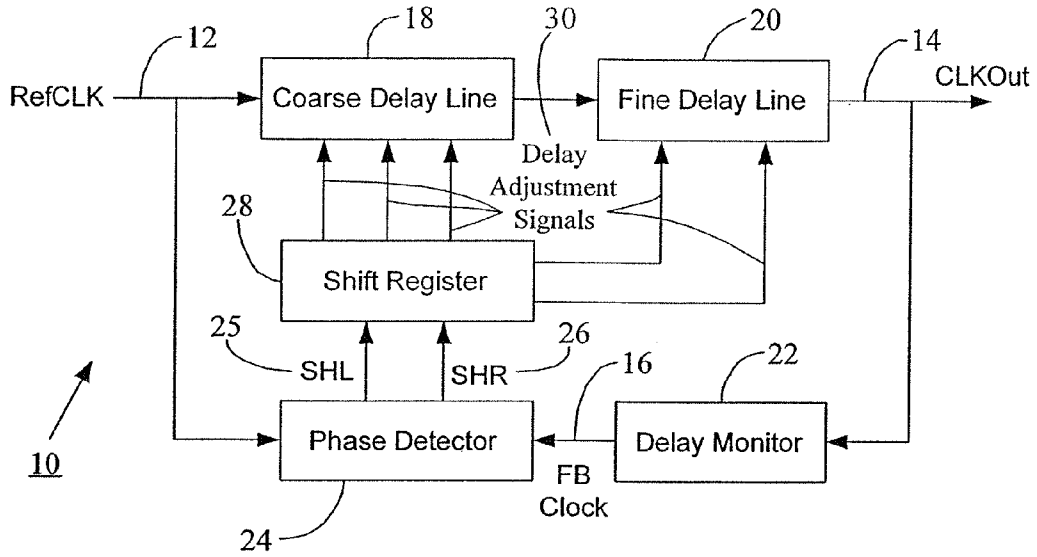 12
18
30
20
14
RefCLK
Coarse Delay Line
Fine Delay Line
CLKOut
Delay
Adjustment
Signals
28
Shift Register
25
SHL
SHR
26
16
22
10
Phase Detector
Delay Monitor
FB
Clock
24